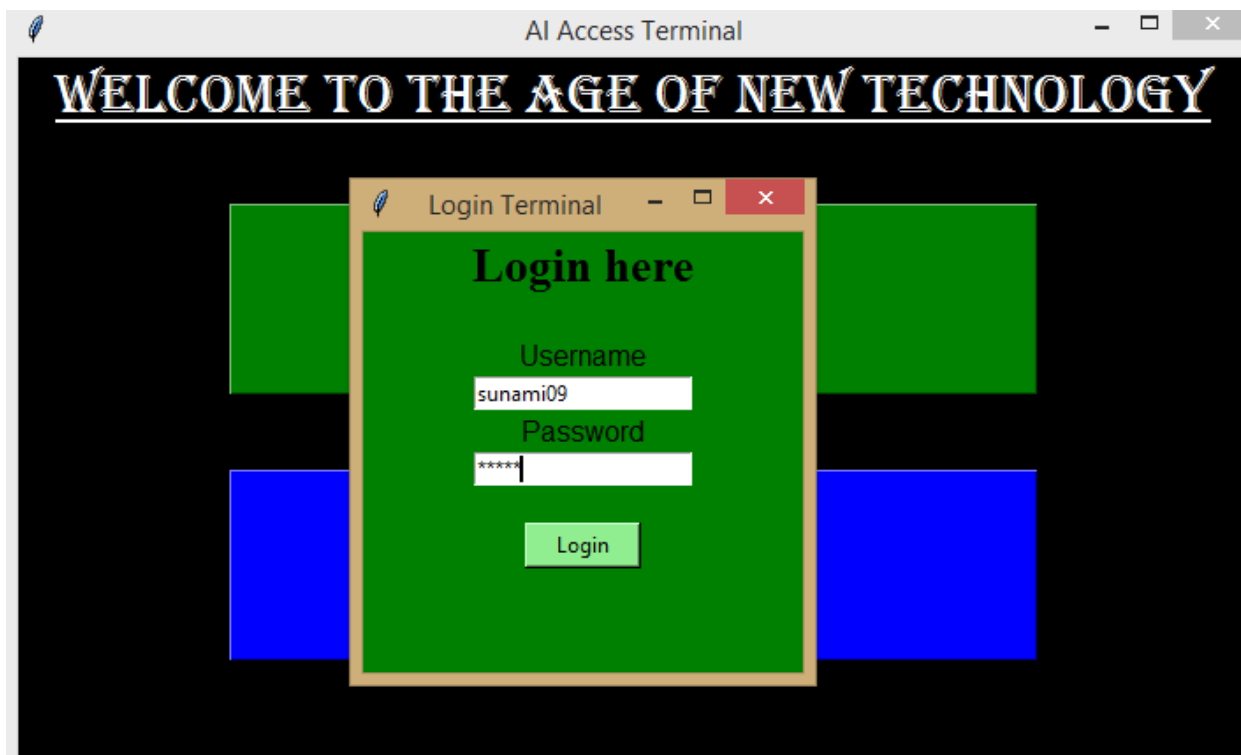 AI Access Terminal
WELCOME TO THE AGE OF NEW TECHNOLOGY
Login Terminal
Login here
Username
sunami09
Password
*****
Login